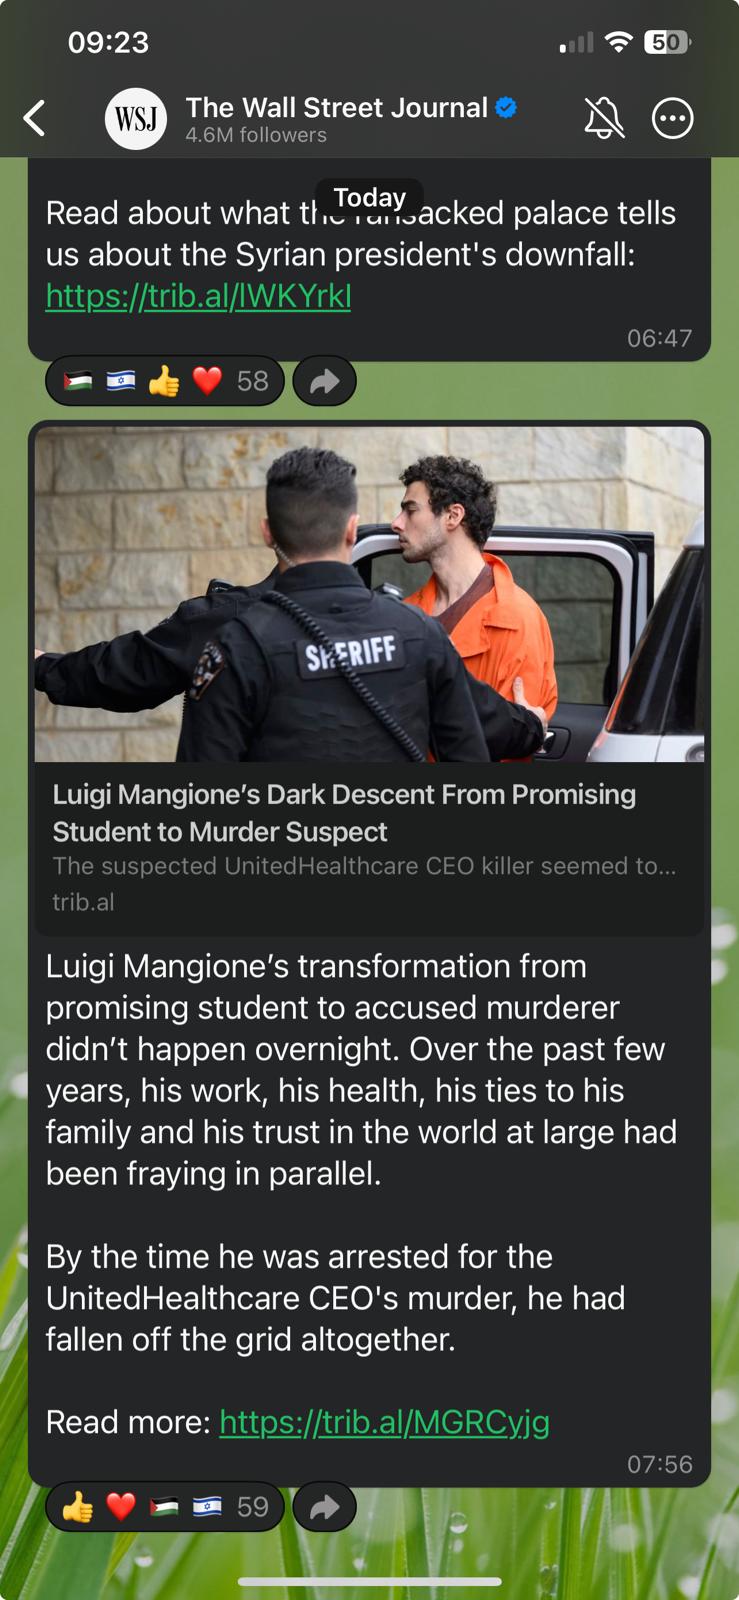 09:23
50
WSJ
The Wall Street Journal
4.6M followers
Today
Read about what the ransacked palace tells
us about the Syrian president's downfall:
https://trib.al/lWKYrkl
06:47
58
SHERIFF
Luigi Mangione’s Dark Descent From Promising
Student to Murder Suspect
The suspected UnitedHealthcare CEO killer seemed to...
trib.al
Luigi Mangione’s transformation from
promising student to accused murderer
didn’t happen overnight. Over the past few
years, his work, his health, his ties to his
family and his trust in the world at large had
been fraying in parallel.
By the time he was arrested for the
UnitedHealthcare CEO's murder, he had
fallen off the grid altogether.
Read more: https://trib.al/MGRCyjg
07:56
59